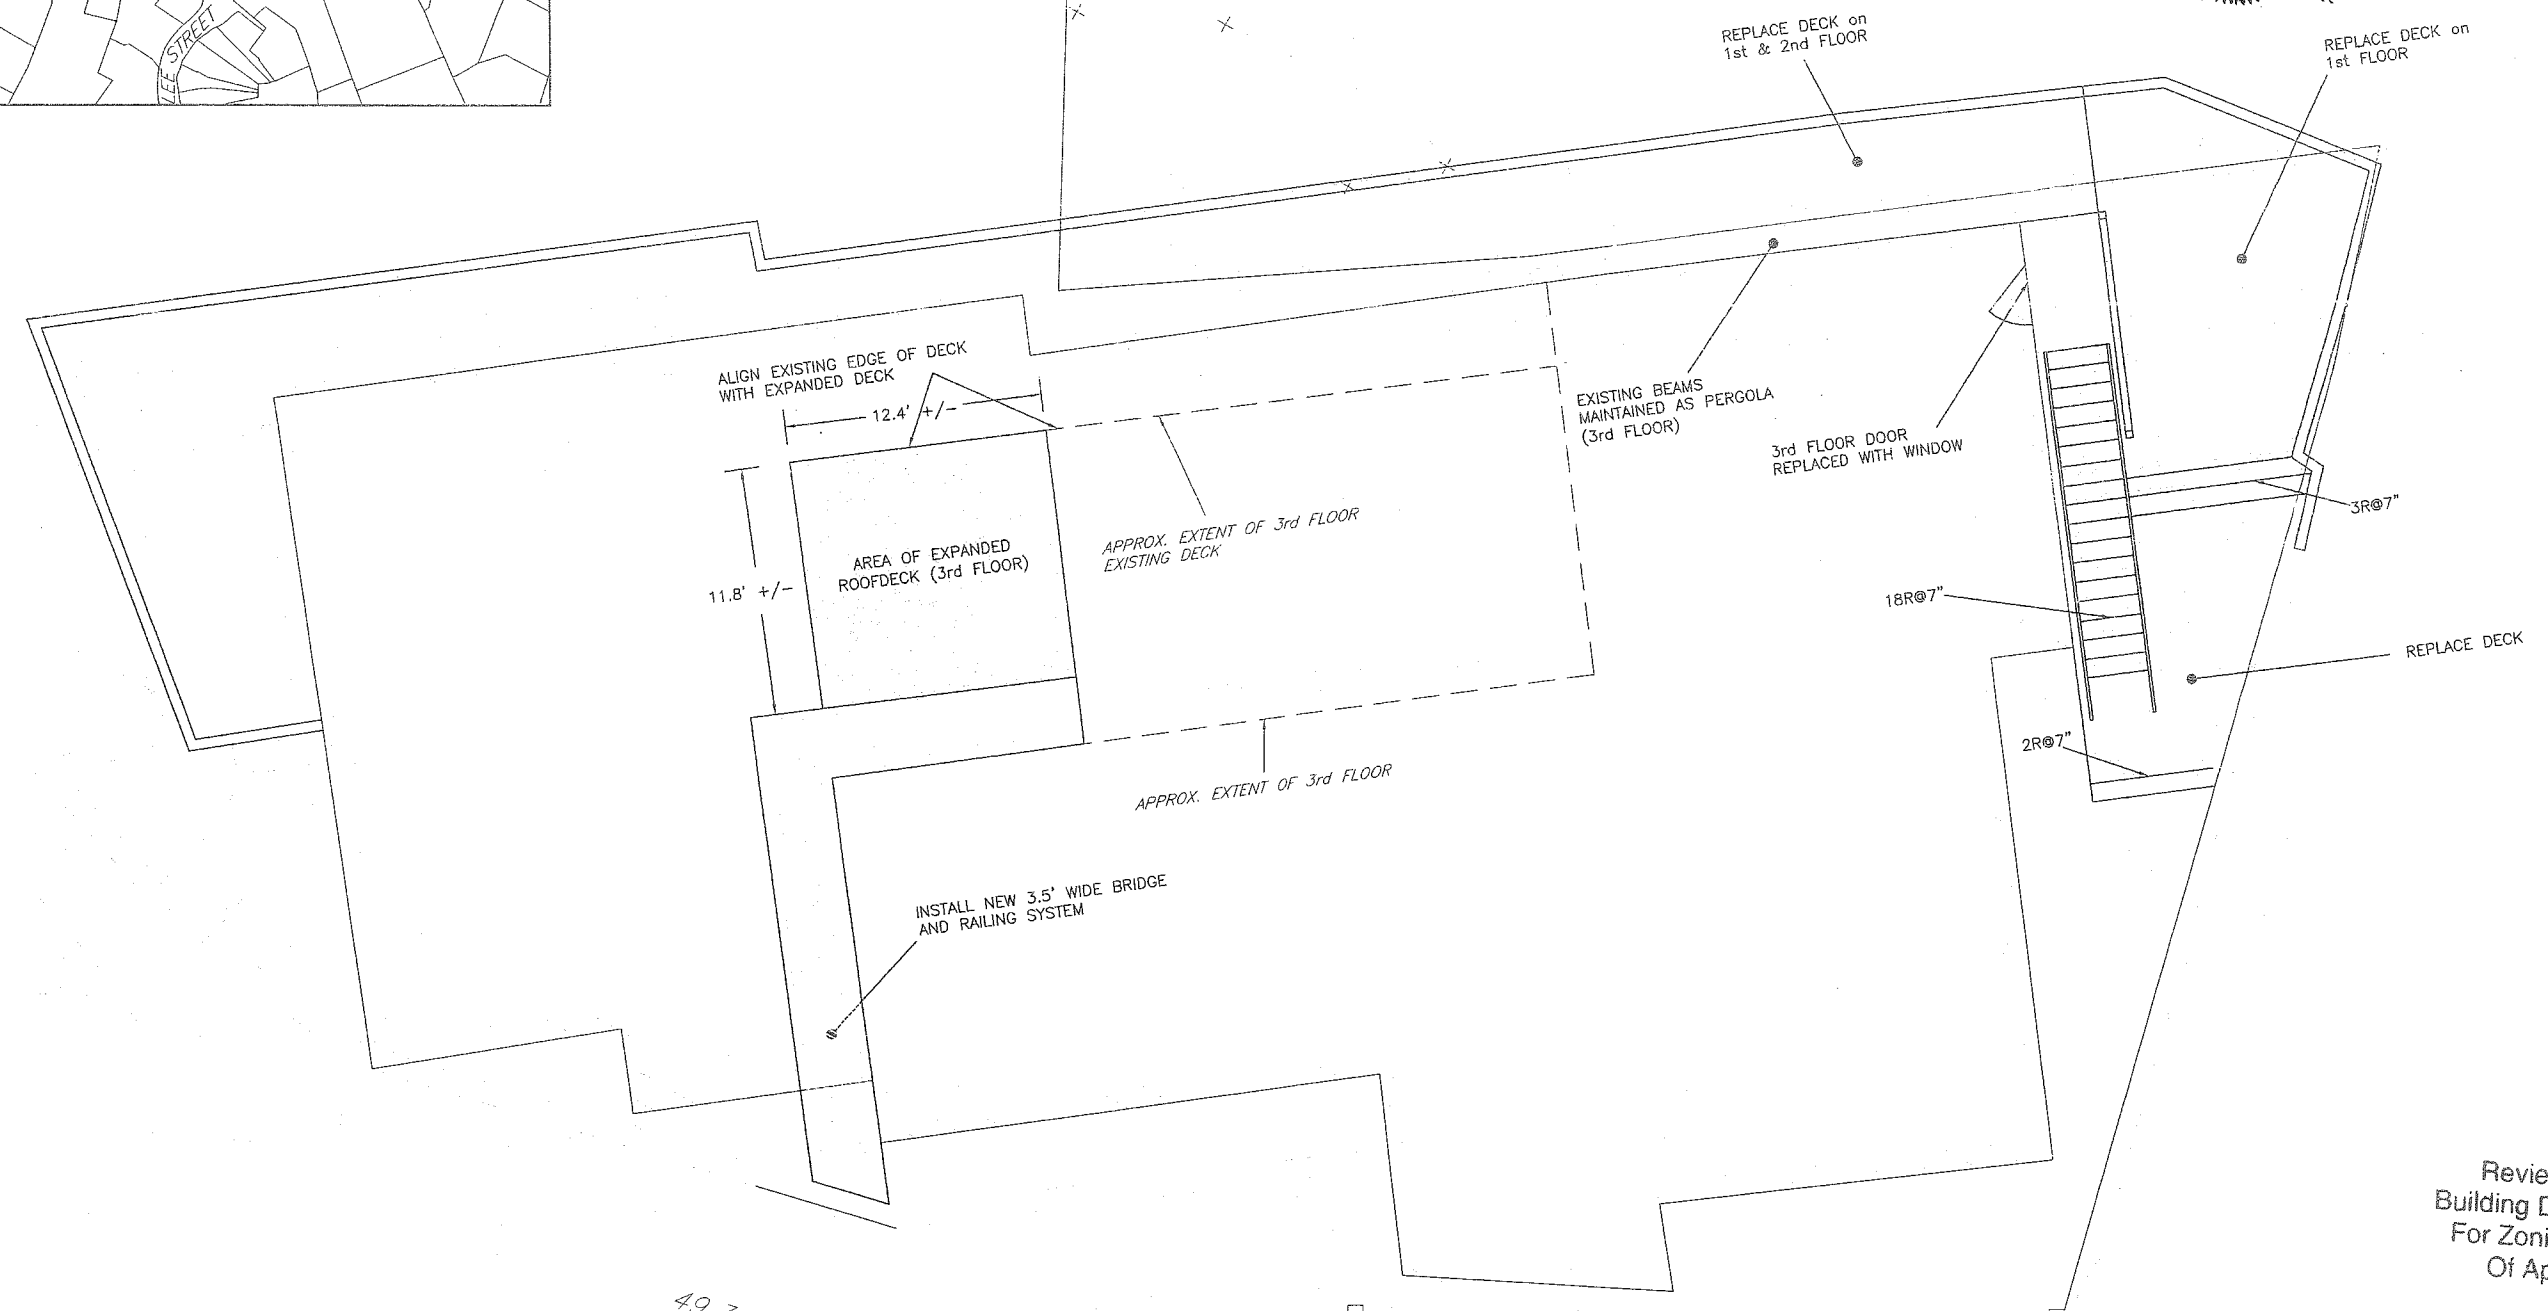 LEE STREET
REPLACE DECK on
1st & 2nd FLOOR
REPLACE DECK on
1st FLOOR
ALIGN EXISTING EDGE OF DECK
WITH EXPANDED DECK
12.4' +/-
EXISTING BEAMS
MAINTAINED AS PERGOLA
(3rd FLOOR)
3rd FLOOR DOOR
REPLACED WITH WINDOW
3R@7"
APPROX. EXTENT OF 3rd FLOOR
EXISTING DECK
AREA OF EXPANDED
ROOFDECK (3rd FLOOR)
11.8' +/-
18R@7"
REPLACE DECK
2R@7"
APPROX. EXTENT OF 3rd FLOOR
INSTALL NEW 3.5' WIDE BRIDGE
AND RAILING SYSTEM
Revie
Building D
For Zoni
Of Ap
49